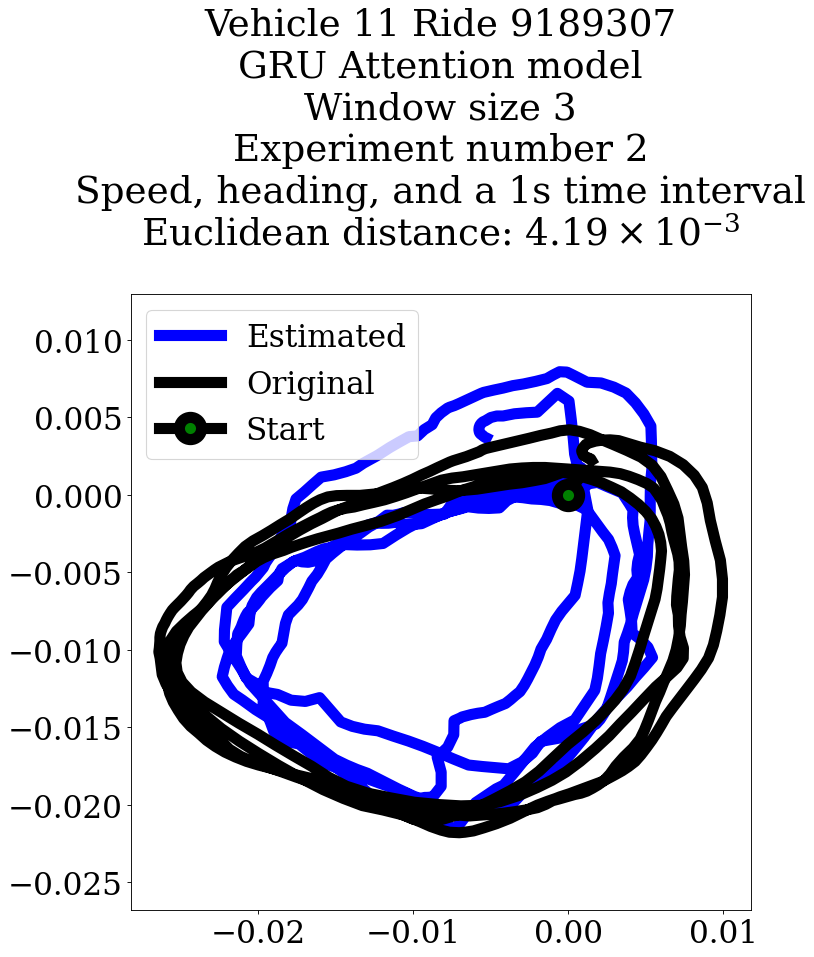 Vehicle 11 Ride 9189307
GRU Attention model
Window size 3
Experiment number 2
Speed, heading, and a 1s time interval
Euclidean distance: 4.19 × 10⁻³
Estimated
Original
Start
0.010
0.005
0.000
−0.005
−0.010
−0.015
−0.020
−0.025
−0.02 −0.01 0.00 0.01